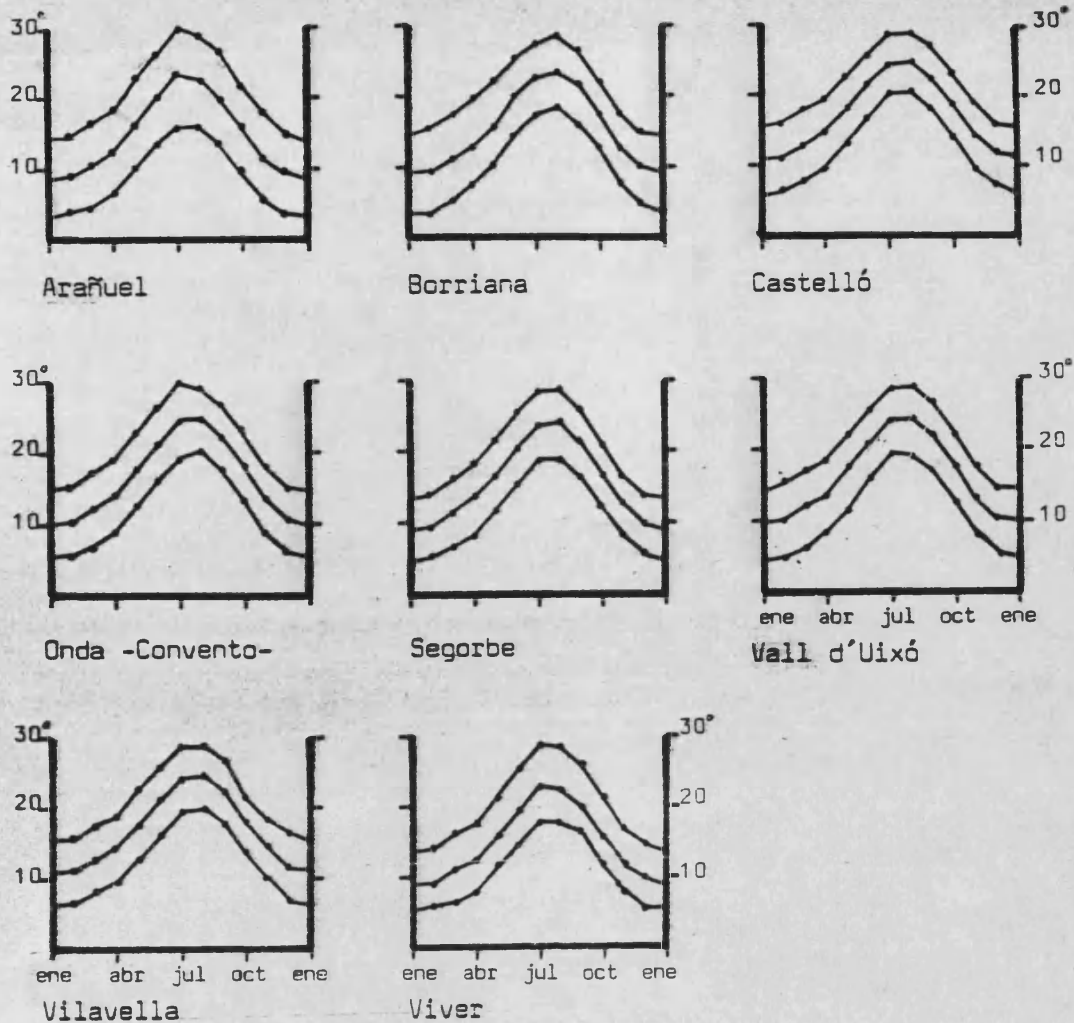 30° 30°
20 20
10 10
Arañuel Borriana Castelló
30° 30°
20 20
10 10
ene abr jul oct ene
Onda -Convento- Segorbe Vall d'Uixó
30° 30°
20 20
10 10
ene abr jul oct ene ene abr jul oct ene
Vilavella Viver